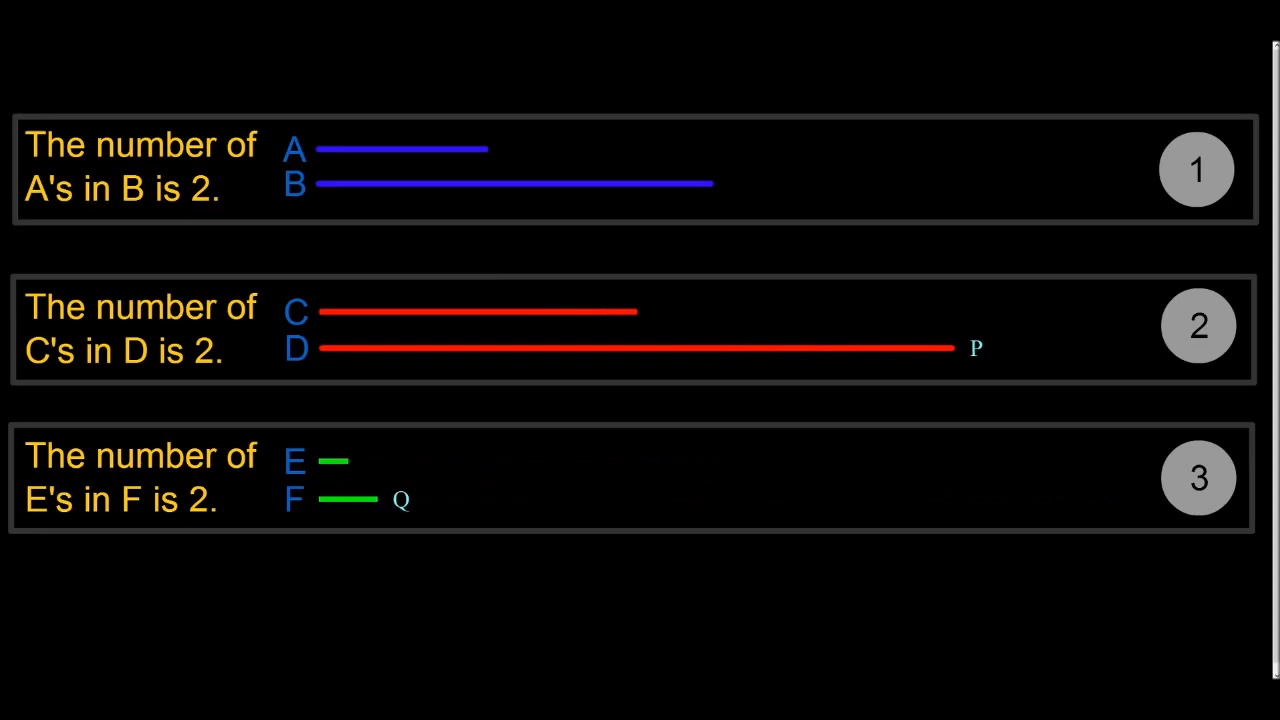 The number of
A's in B is 2.
A
B
1
The number of
C's in D is 2.
C
D
P
2
The number of
E's in F is 2.
E
F
Q
3